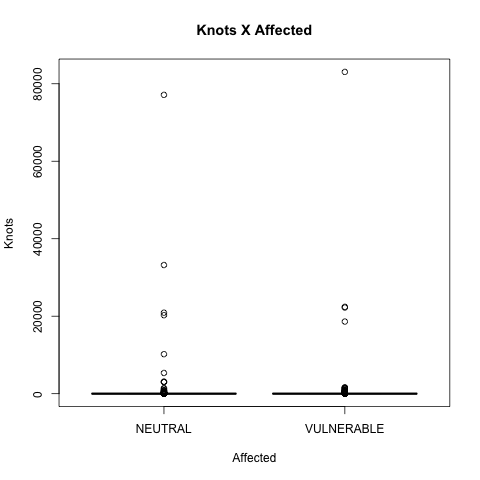 Knots X Affected
80000
60000
40000
20000
0
Knots
NEUTRAL
VULNERABLE
Affected